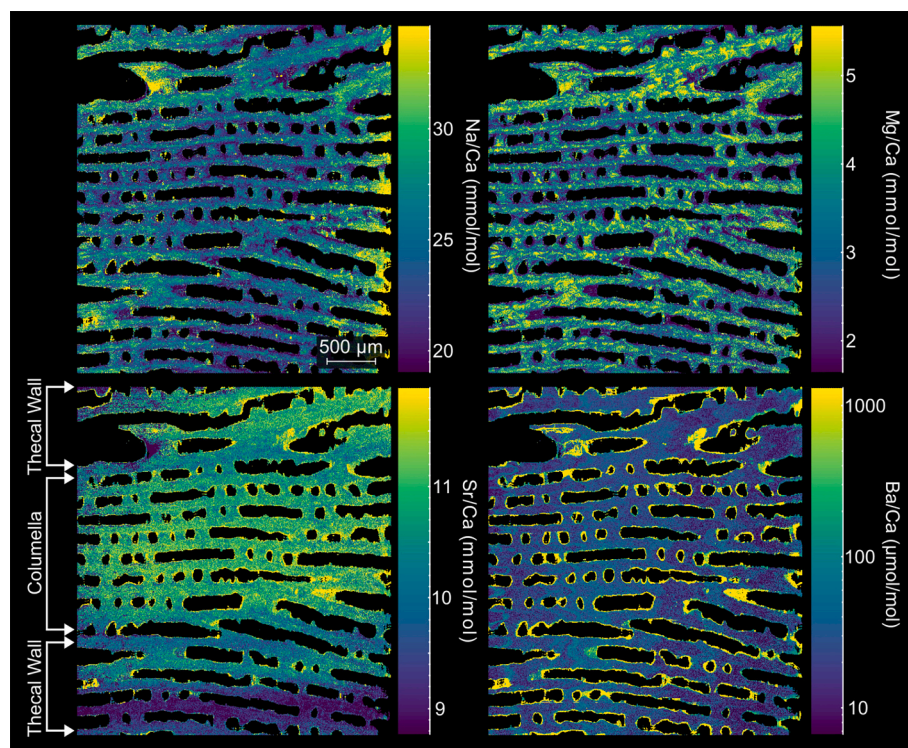 30
25
20
Na/Ca (mmol/mol)
500 µm
5
4
3
2
Mg/Ca (mmol/mol)
Thecal Wall
Columella
Thecal Wall
11
10
9
Sr/Ca (mmol/mol)
1000
100
10
Ba/Ca (µmol/mol)